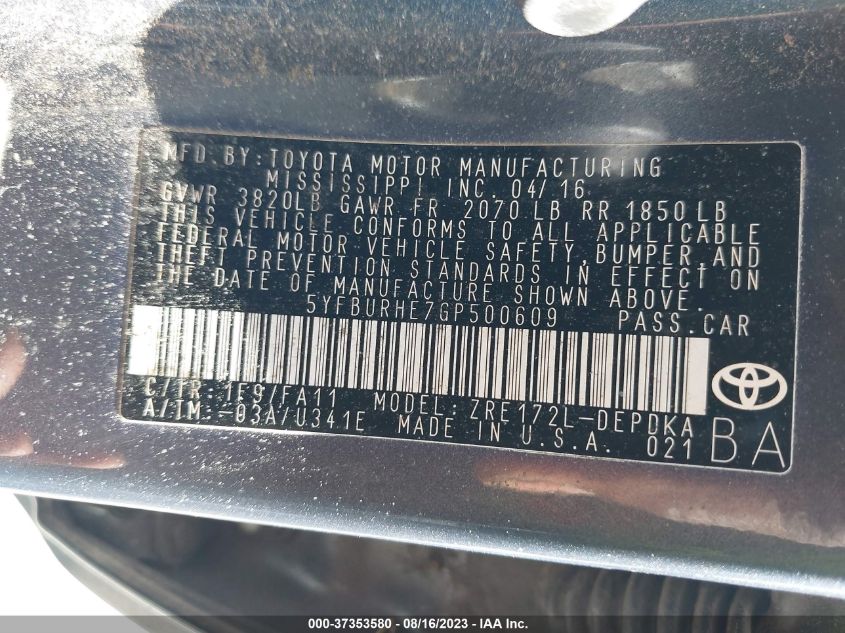 MFD. BY: TOYOTA MOTOR MANUFACTURING
MISSISSIPPI INC. 04/16
GVWR 3820LB GAWR FR 2070 LB RR 1850 LB
THIS VEHICLE CONFORMS TO ALL APPLICABLE
FEDERAL MOTOR VEHICLE SAFETY, BUMPER, AND
THEFT PREVENTION STANDARDS IN EFFECT ON
THE DATE OF MANUFACTURE SHOWN ABOVE.
5YFBURHE7GP500609 PASS.CAR
C/TR 1F9/FA11 MODEL: ZRE172L-DEPDKA
A/TM: -03A/U341E MADE IN U.S.A. 021
BA
000-37353580 - 08/16/2023 - IAA Inc.